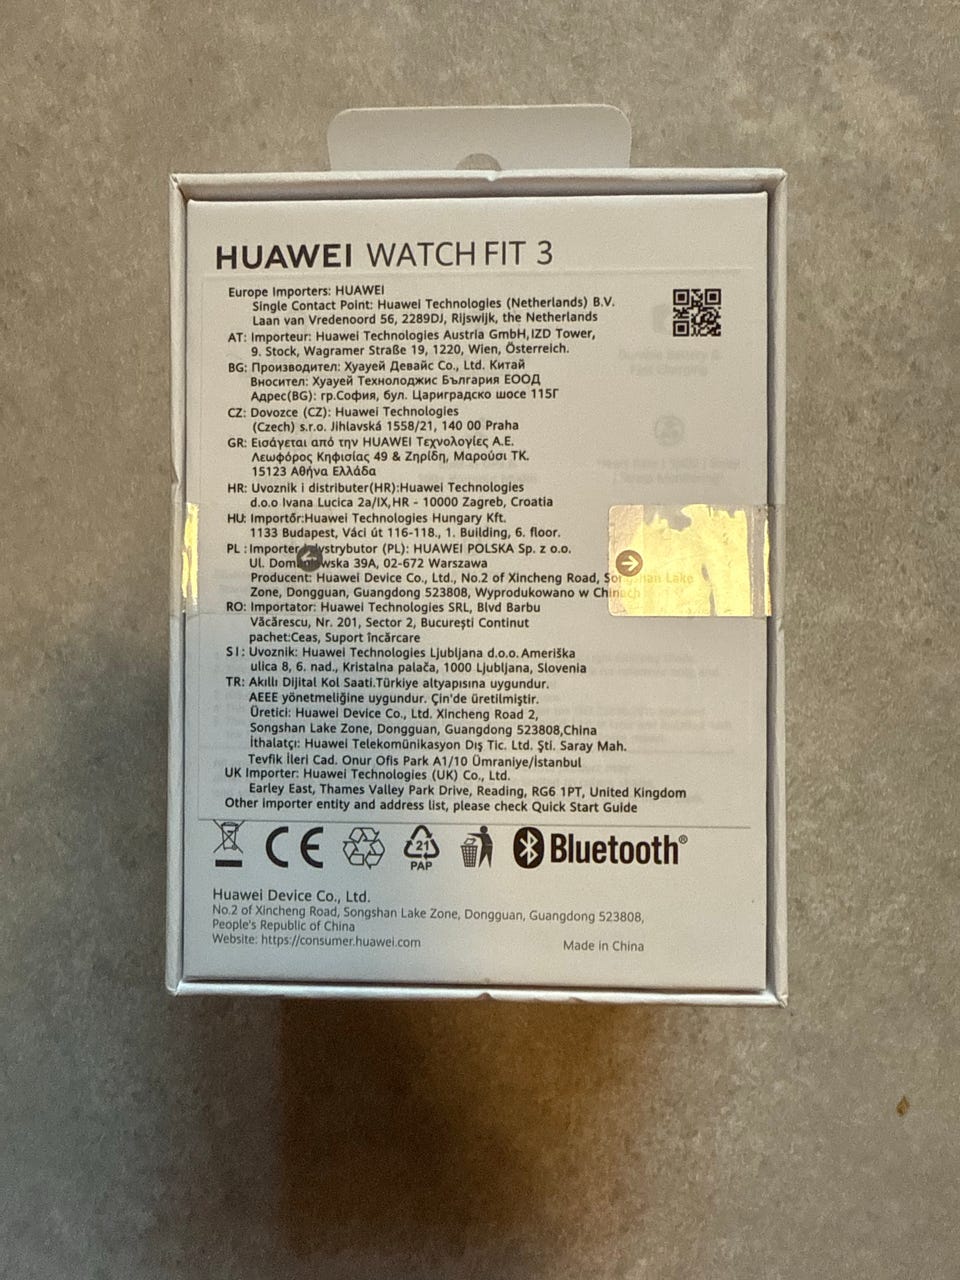 HUAWEI WATCH FIT 3
Europe Importers: HUAWEI
Single Contact Point: Huawei Technologies (Netherlands) B.V.
Laan van Vredenoord 56, 2289DJ, Rijswijk, the Netherlands
AT: Importeur: Huawei Technologies Austria GmbH,IZD Tower,
9. Stock, Wagramer Straße 19, 1220, Wien, Österreich.
BG: Производител: Хуауей Девайс Co., Ltd. Китай
Вносител: Хуауей Технолоджис България ЕООД
Адрес(BG): гр.София, бул. Цариградско шосе 115Г
CZ: Dovozce (CZ): Huawei Technologies
(Czech) s.r.o. Jihlavská 1558/21, 140 00 Praha
GR: Εισάγεται από την HUAWEI Τεχνολογίες Α.Ε.
Λεωφόρος Κηφισίας 49 & Ζηρίδη, Μαρούσι ΤΚ.
15123 Αθήνα Ελλάδα
HR: Uvoznik i distributer(HR):Huawei Technologies
d.o.o Ivana Lucica 2a/IX,HR - 10000 Zagreb, Croatia
HU: Importőr:Huawei Technologies Hungary Kft.
1133 Budapest, Váci út 116-118., 1. Building, 6. floor.
PL : Importer dystrybutor (PL): HUAWEI POLSKA Sp. z o.o.
Ul. Domaniewska 39A, 02-672 Warszawa
Producent: Huawei Device Co., Ltd., No.2 of Xincheng Road, Songshan Lake
Zone, Dongguan, Guangdong 523808, Wyprodukowano w Chinach
RO: Importator: Huawei Technologies SRL, Blvd Barbu
Văcărescu, Nr. 201, Sector 2, București Continut
pachet:Ceas, Suport încărcare
SI: Uvoznik: Huawei Technologies Ljubljana d.o.o. Ameriška
ulica 8, 6. nad., Kristalna palača, 1000 Ljubljana, Slovenia
TR: Akıllı Dijital Kol Saati.Türkiye altyapısına uygundur.
AEEE yönetmeliğine uygundur. Çin'de üretilmiştir.
Üretici: Huawei Device Co., Ltd. Xincheng Road 2,
Songshan Lake Zone, Dongguan, Guangdong 523808,China
İthalatçı: Huawei Telekomünikasyon Dış Tic. Ltd. Şti. Saray Mah.
Tevfik İleri Cad. Onur Ofis Park A1/10 Ümraniye/İstanbul
UK Importer: Huawei Technologies (UK) Co., Ltd.
Earley East, Thames Valley Park Drive, Reading, RG6 1PT, United Kingdom
Other importer entity and address list, please check Quick Start Guide
CE 21 PAP Bluetooth®
Huawei Device Co., Ltd.
No.2 of Xincheng Road, Songshan Lake Zone, Dongguan, Guangdong 523808,
People's Republic of China
Website: https://consumer.huawei.com
Made in China